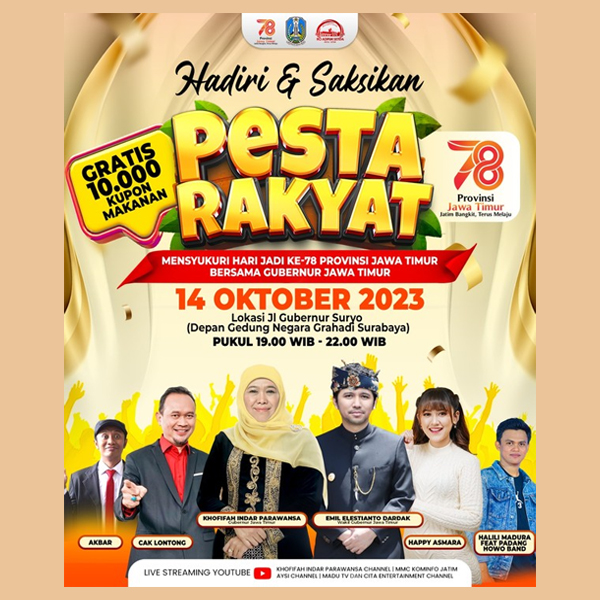 78
Hadiri & Saksikan
PESTA
RAKYAT
GRATIS
10.000
KUPON
MAKANAN
78
Provinsi
Jawa Timur
Jatim Bangkit, Terus Melaju
MENSYUKURI HARI JADI KE-78 PROVINSI JAWA TIMUR
BERSAMA GUBERNUR JAWA TIMUR
14 OKTOBER 2023
Lokasi Jl Gubernur Suryo
(Depan Gedung Negara Grahadi Surabaya)
PUKUL 19.00 WIB - 22.00 WIB
AKBAR
CAK LONTONG
KHOFIFAH INDAR PARAWANSA
Gubernur Jawa Timur
EMIL ELESTIANTO DARDAK
Wakil Gubernur Jawa Timur
HAPPY ASMARA
HALILI MADURA
FEAT PADANG
HOWO BAND
LIVE STREAMING YOUTUBE
KHOFIFAH INDAR PARAWANSA CHANNEL | MMC KOMINFO JATIM
AYSI CHANNEL | MADU TV DAN CITA ENTERTAINMENT CHANNEL